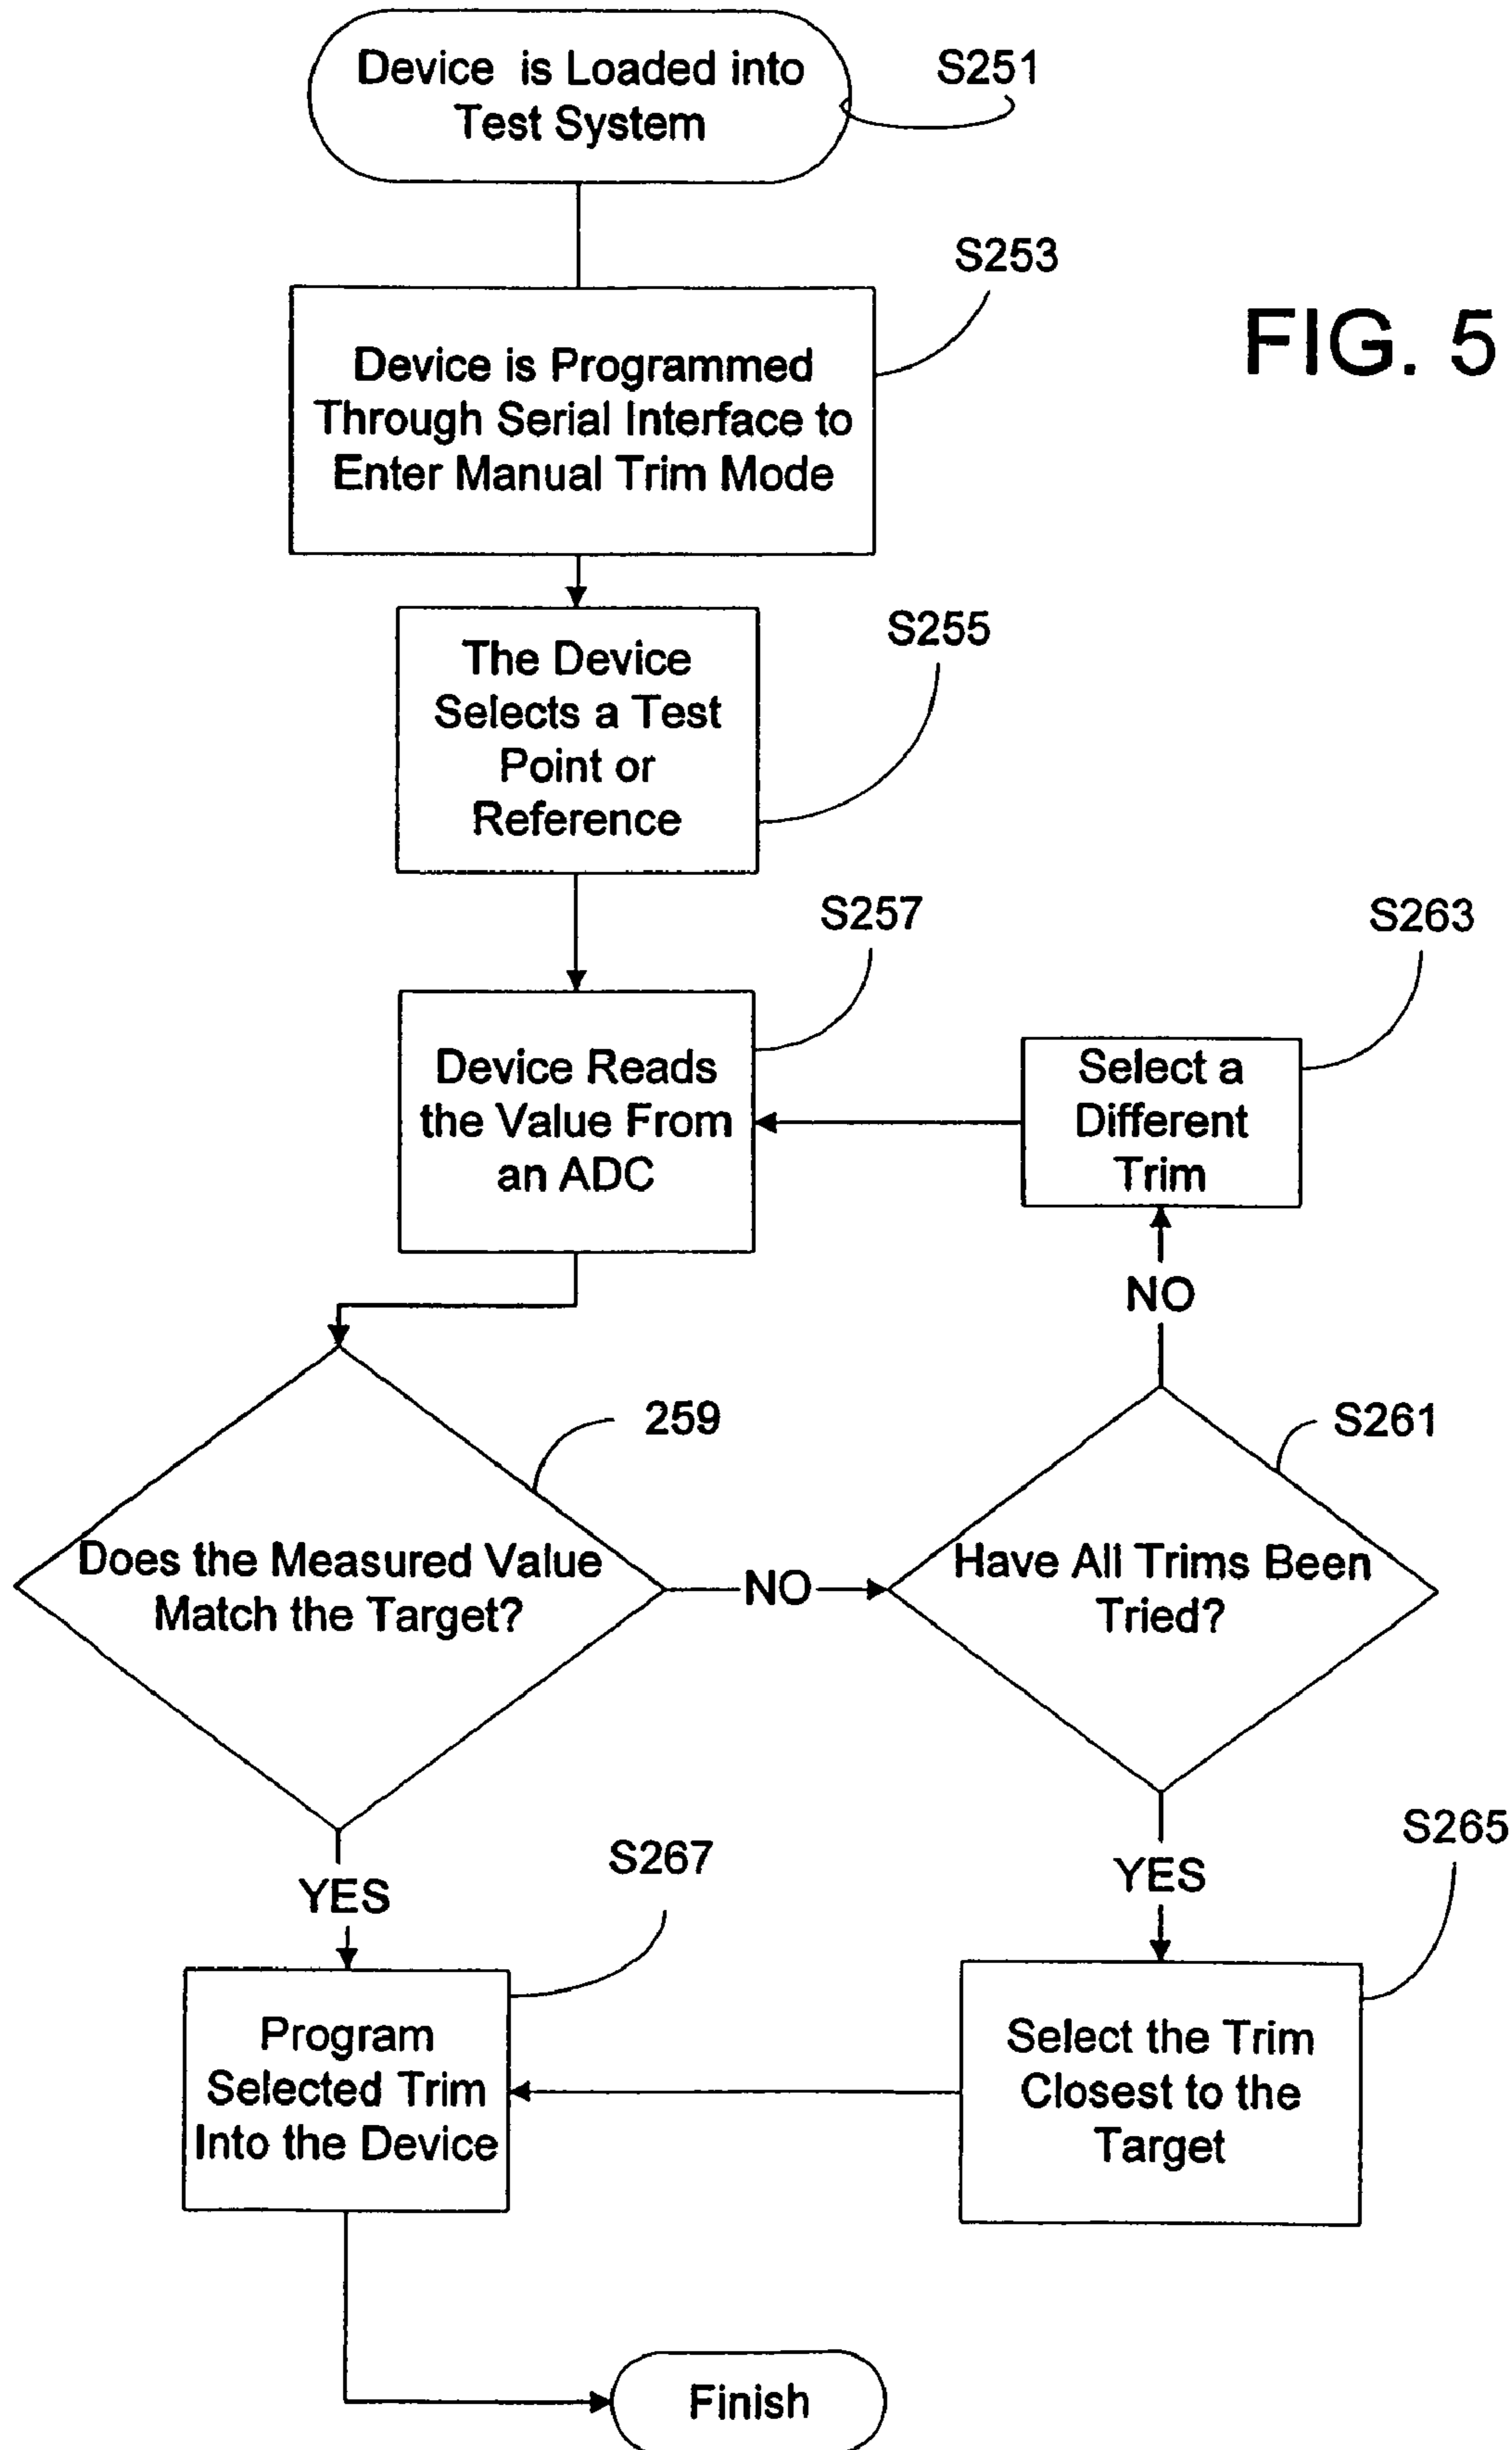 Device is Loaded into
Test System
S251
S253
FIG. 5
Device is Programmed
Through Serial Interface to
Enter Manual Trim Mode
S255
The Device
Selects a Test
Point or
Reference
S257
S263
Device Reads
the Value From
an ADC
Select a
Different
Trim
NO
259
S261
Does the Measured Value
Match the Target?
NO
Have All Trims Been
Tried?
S267
S265
YES
YES
Program
Selected Trim
Into the Device
Select the Trim
Closest to the
Target
Finish